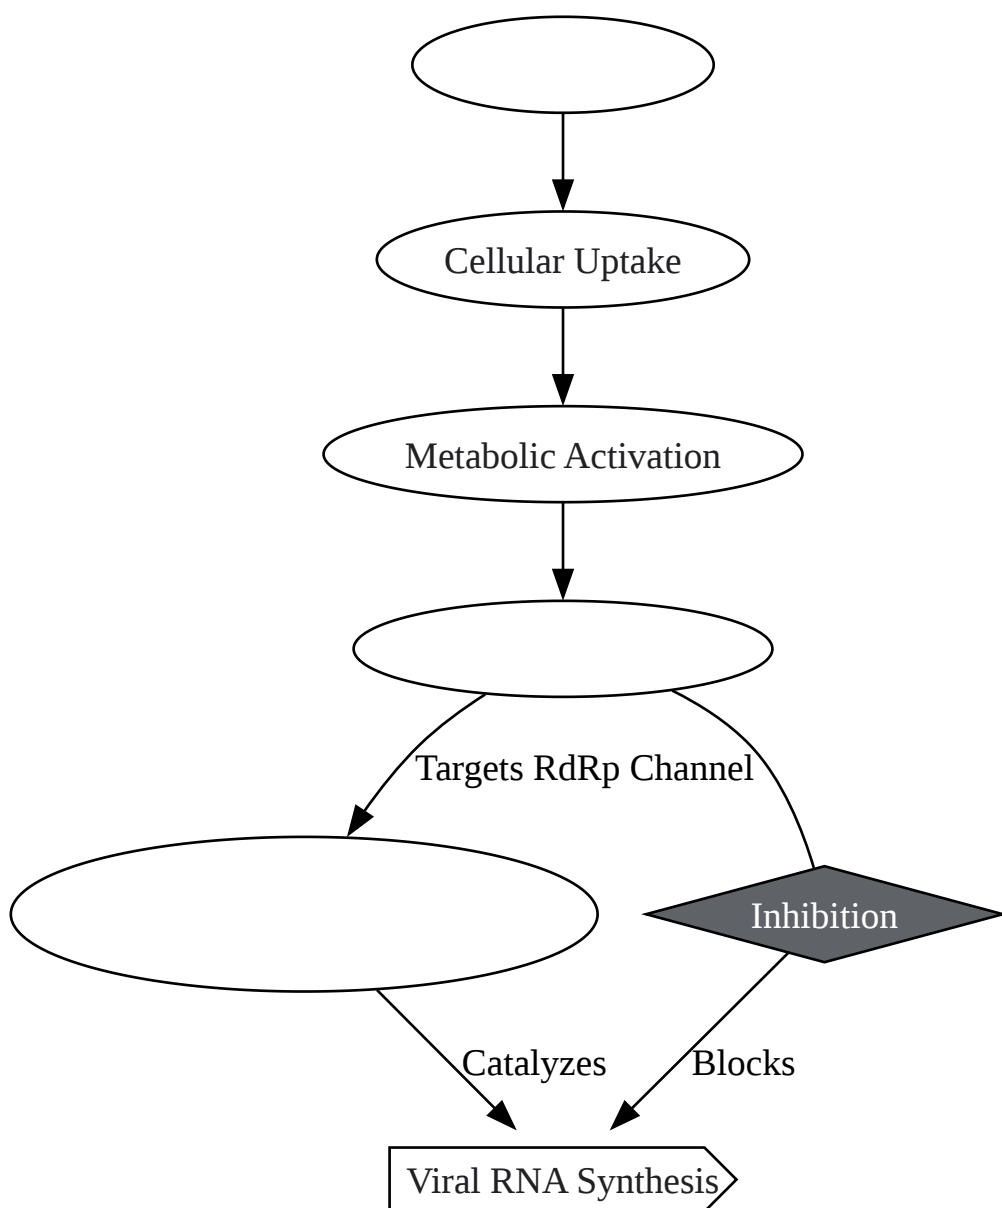 Cellular Uptake
Metabolic Activation
Targets RdRp Channel
Inhibition
Catalyzes
Blocks
Viral RNA Synthesis